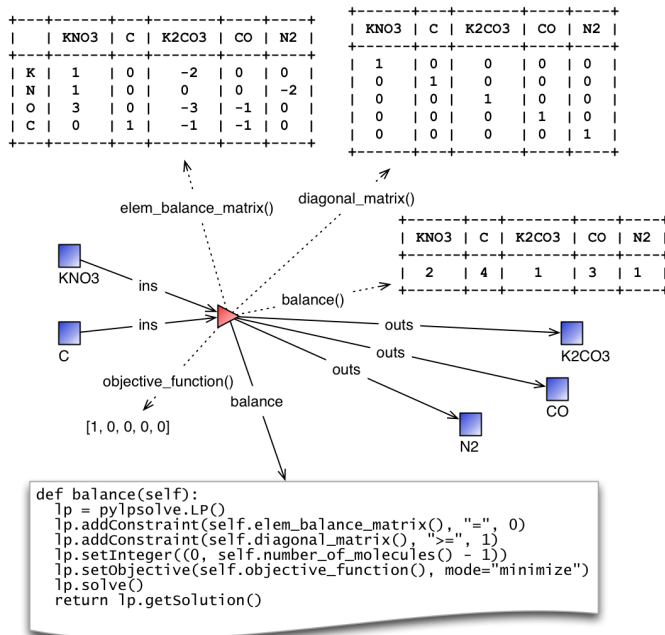 +----+-------+---+-------+----+----+
|    | KNO3 | C | K2CO3 | CO | N2 |
+----+-------+---+-------+----+----+
| K | 1 | 0 | -2 | 0 | 0 |
| N | 1 | 0 | 0 | 0 | -2 |
| O | 3 | 0 | -3 | -1 | 0 |
| C | 0 | 1 | -1 | -1 | 0 |
+----+-------+---+-------+----+----+
+-------+---+-------+----+----+
| KNO3 | C | K2CO3 | CO | N2 |
+-------+---+-------+----+----+
| 1 | 0 | 0 | 0 | 0 |
| 0 | 1 | 0 | 0 | 0 |
| 0 | 0 | 1 | 0 | 0 |
| 0 | 0 | 0 | 1 | 0 |
| 0 | 0 | 0 | 0 | 1 |
+-------+---+-------+----+----+
elem_balance_matrix()
diagonal_matrix()
+-------+---+-------+----+----+
| KNO3 | C | K2CO3 | CO | N2 |
+-------+---+-------+----+----+
| 2 | 4 | 1 | 3 | 1 |
+-------+---+-------+----+----+
KNO3
ins
balance()
ins
C
outs
K2CO3
outs
outs
CO
N2
objective_function()
balance
[1, 0, 0, 0, 0]
def balance(self):
lp = pylpsolve.LP()
lp.addConstraint(self.elem_balance_matrix(), "=", 0)
lp.addConstraint(self.diagonal_matrix(), ">=", 1)
lp.setInteger((0, self.number_of_molecules() - 1))
lp.setObjective(self.objective_function(), mode="minimize")
lp.solve()
return lp.getSolution()